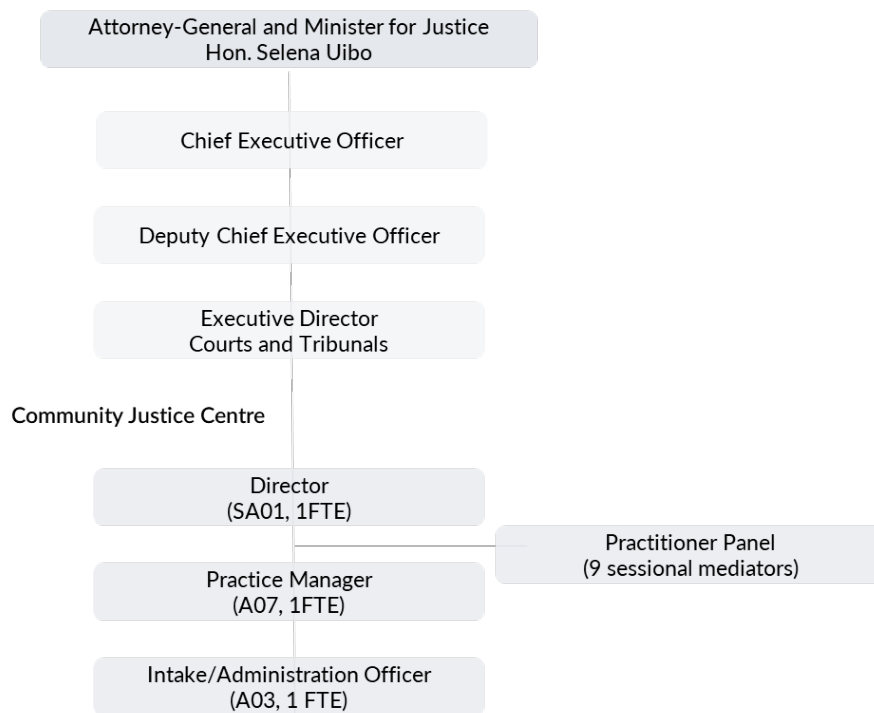 Attorney-General and Minister for Justice
Hon. Selena Uibo
Chief Executive Officer
Deputy Chief Executive Officer
Executive Director
Courts and Tribunals
Community Justice Centre
Director
(SA01, 1FTE)
Practitioner Panel
(9 sessional mediators)
Practice Manager
(A07, 1FTE)
Intake/Administration Officer
(A03, 1 FTE)